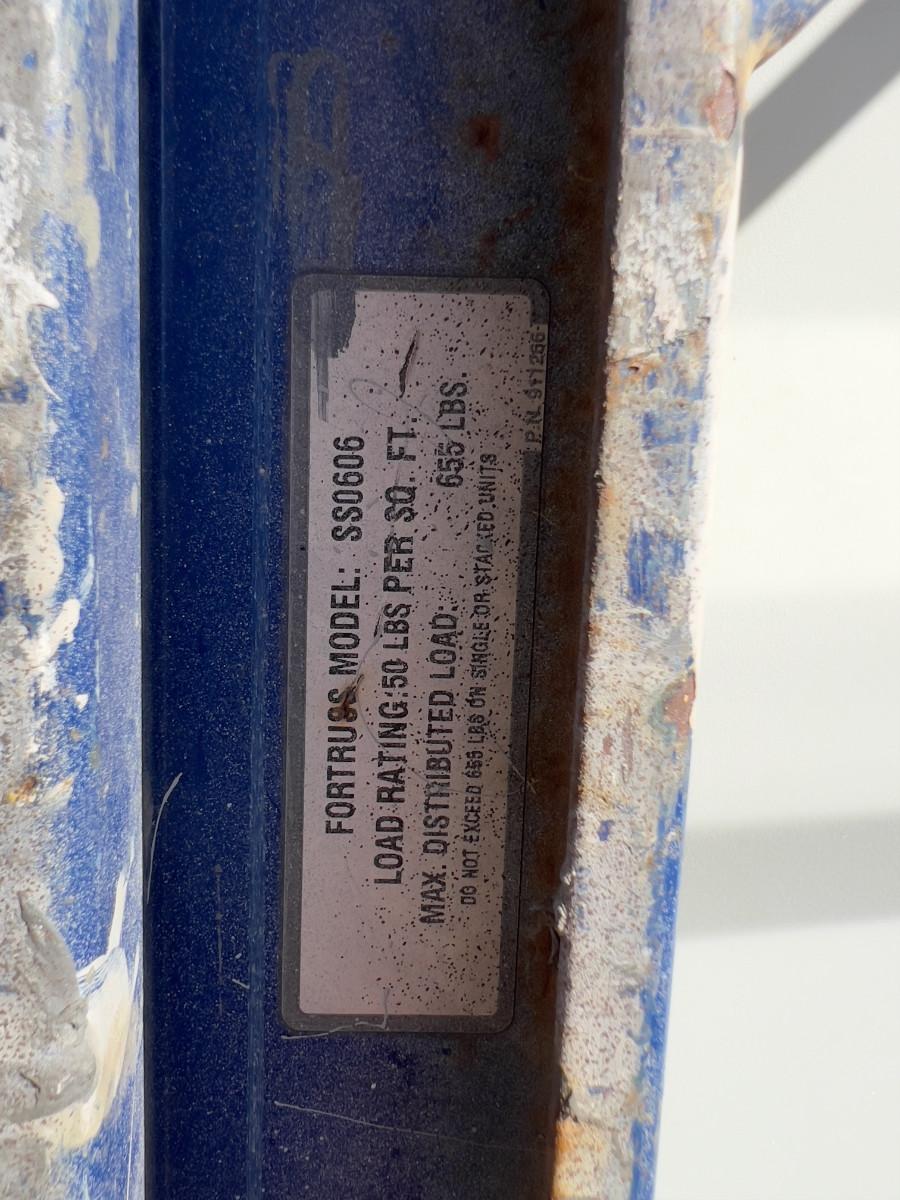 FORTRUSS MODEL: SS0606
LOAD RATING:50 LBS PER SQ. FT.
MAX. DISTRIBUTED LOAD: 655 LBS.
DO NOT EXCEED 655 LBS ON SINGLE OR STACKED UNITS
P.N. 911266